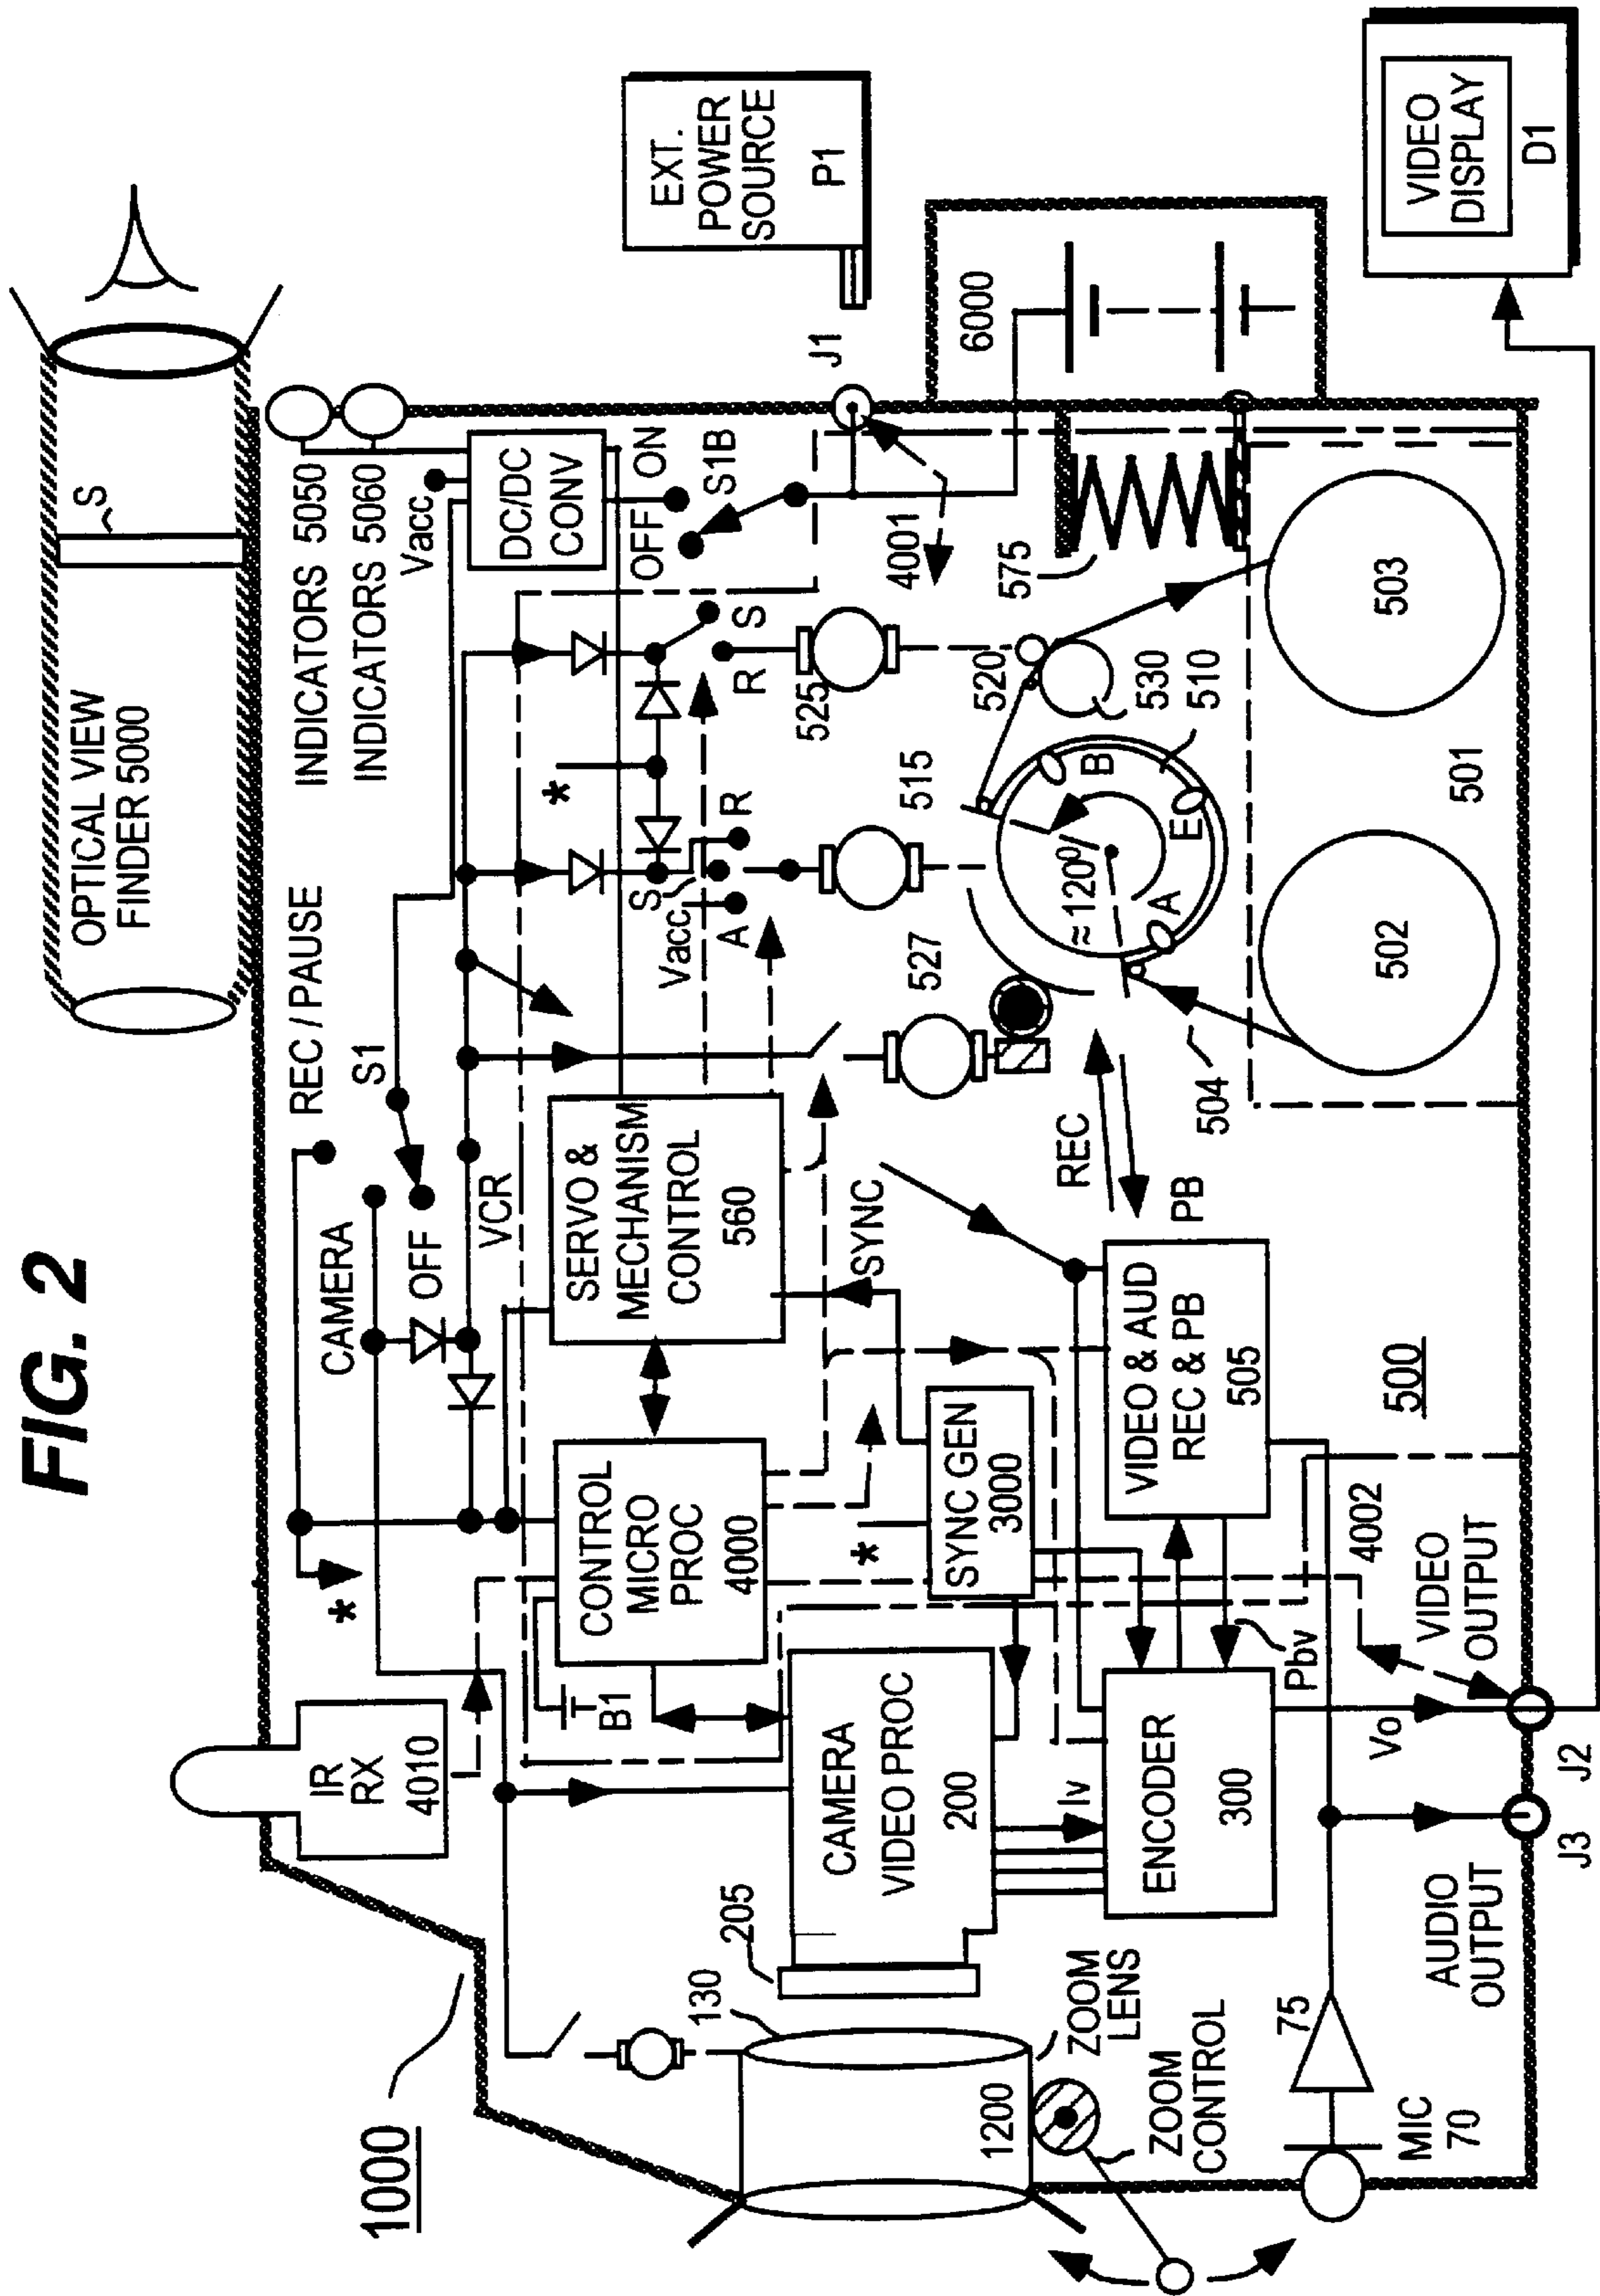 FIG. 2
1000
OPTICAL VIEW
FINDER 5000
S
REC / PAUSE
S1
CAMERA
OFF
VCR
INDICATORS 5050
INDICATORS 5060
Vacc
DC/DC
CONV
ON
OFF
S1B
EXT.
POWER
SOURCE
P1
J1
6000
4001
575
IR
RX
4010
*
B1
CONTROL
MICRO
PROC
4000
SERVO &
MECHANISM
CONTROL
560
SYNC
*
SYNC GEN
3000
*
S
Vacc
A
R
S
R
525
527
515
520
530
510
≈120º
A
B
E
504
REC
PB
502
503
501
500
VIDEO & AUD
REC & PB
505
4002
CAMERA
VIDEO PROC
200
205
130
1200
ZOOM
LENS
ZOOM
CONTROL
Iv
ENCODER
300
Pbv
Vo
VIDEO
OUTPUT
J2
J3
AUDIO
OUTPUT
75
MIC
70
VIDEO
DISPLAY
D1